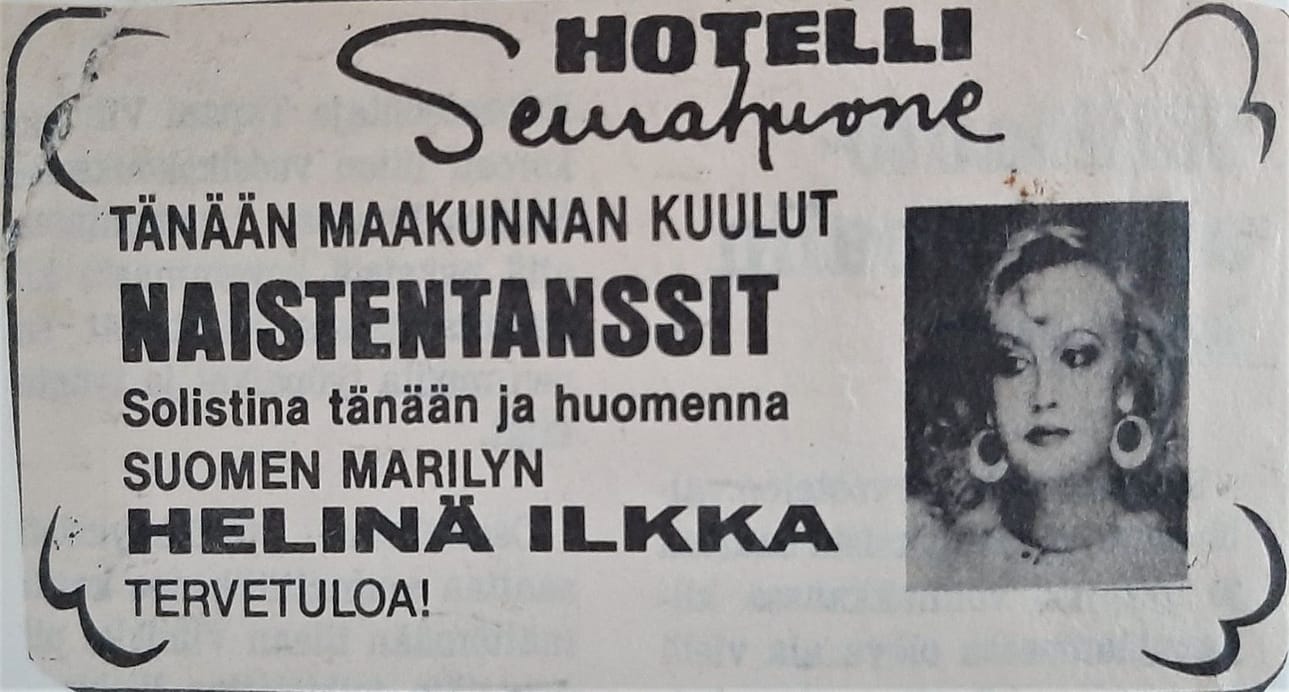 HOTELLI
Seurahuone
TÄNÄÄN MAAKUNNAN KUULUT
NAISTENTANSSIT
Solistina tänään ja huomenna
SUOMEN MARILYN
HELINÄ ILKKA
TERVETULOA!